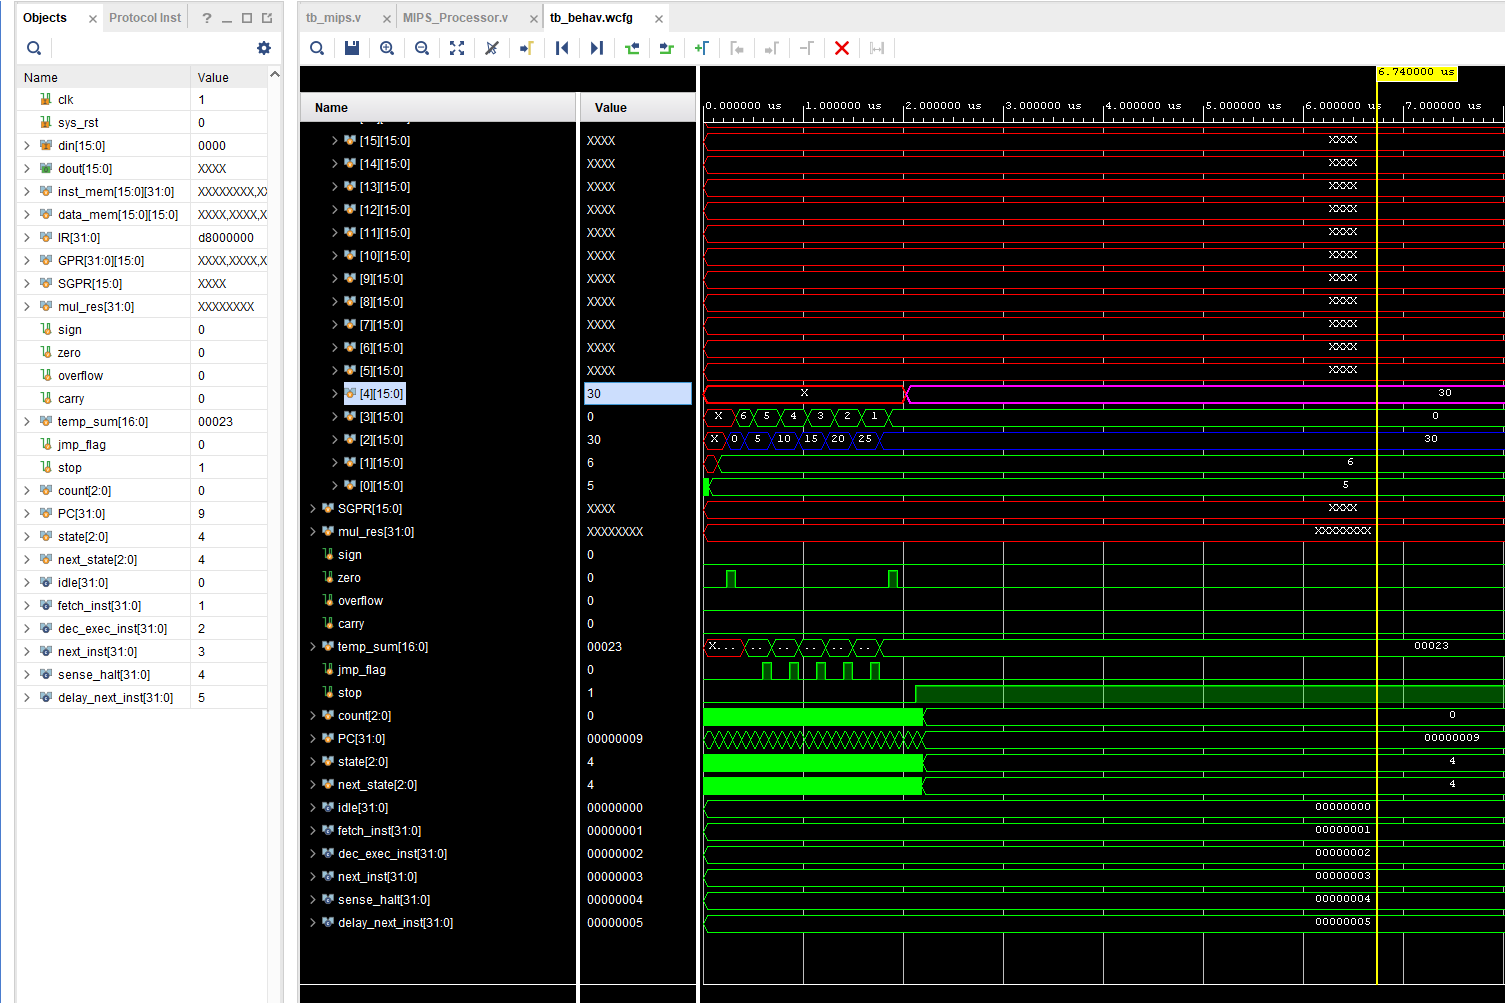 Objects × Protocol Inst ? _
Name Value
clk 1
sys_rst 0
din[15:0] 0000
dout[15:0] XXXX
inst_mem[15:0][31:0] XXXXXXXX,XX
data_mem[15:0][15:0] XXXX,XXXX,X
IR[31:0] d8000000
GPR[31:0][15:0] XXXX,XXXX,X
SGPR[15:0] XXXX
mul_res[31:0] XXXXXXXX
sign 0
zero 0
overflow 0
carry 0
temp_sum[16:0] 00023
jmp_flag 0
stop 1
count[2:0] 0
PC[31:0] 9
state[2:0] 4
next_state[2:0] 4
idle[31:0] 0
fetch_inst[31:0] 1
dec_exec_inst[31:0] 2
next_inst[31:0] 3
sense_halt[31:0] 4
delay_next_inst[31:0] 5
tb_mips.v × MIPS_Processor.v × tb_behav.wcfg ×
6.740000 us
Name Value 0.000000 us 1.000000 us 2.000000 us 3.000000 us 4.000000 us 5.000000 us 6.000000 us 7.000000 us
[15][15:0] XXXX XXXX
[14][15:0] XXXX XXXX
[13][15:0] XXXX XXXX
[12][15:0] XXXX XXXX
[11][15:0] XXXX XXXX
[10][15:0] XXXX XXXX
[9][15:0] XXXX XXXX
[8][15:0] XXXX XXXX
[7][15:0] XXXX XXXX
[6][15:0] XXXX XXXX
[5][15:0] XXXX XXXX
[4][15:0] 30 X 30
[3][15:0] 0 X 6 5 4 3 2 1 0
[2][15:0] 30 X 0 5 10 15 20 25 30
[1][15:0] 6 6
[0][15:0] 5 5
SGPR[15:0] XXXX XXXX
mul_res[31:0] XXXXXXXX XXXXXXXX
sign 0
zero 0
overflow 0
carry 0
temp_sum[16:0] 00023 X... .. .. .. .. .. 00023
jmp_flag 0
stop 1
count[2:0] 0 0
PC[31:0] 00000009 00000009
state[2:0] 4 4
next_state[2:0] 4 4
idle[31:0] 00000000 00000000
fetch_inst[31:0] 00000001 00000001
dec_exec_inst[31:0] 00000002 00000002
next_inst[31:0] 00000003 00000003
sense_halt[31:0] 00000004 00000004
delay_next_inst[31:0] 00000005 00000005